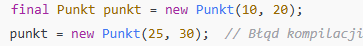 final Punkt punkt = new Punkt(10, 20);
punkt = new Punkt(25, 30);  // Błąd kompilacji